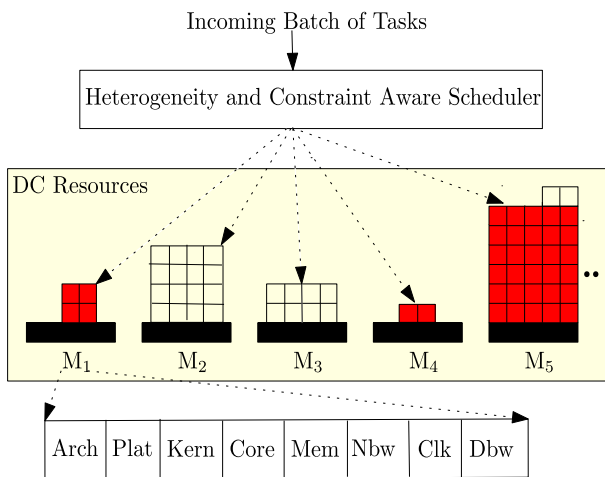 Incoming Batch of Tasks
Heterogeneity and Constraint Aware Scheduler
DC Resources
M₁ M₂ M₃ M₄ M₅
Arch Plat Kern Core Mem Nbw Clk Dbw